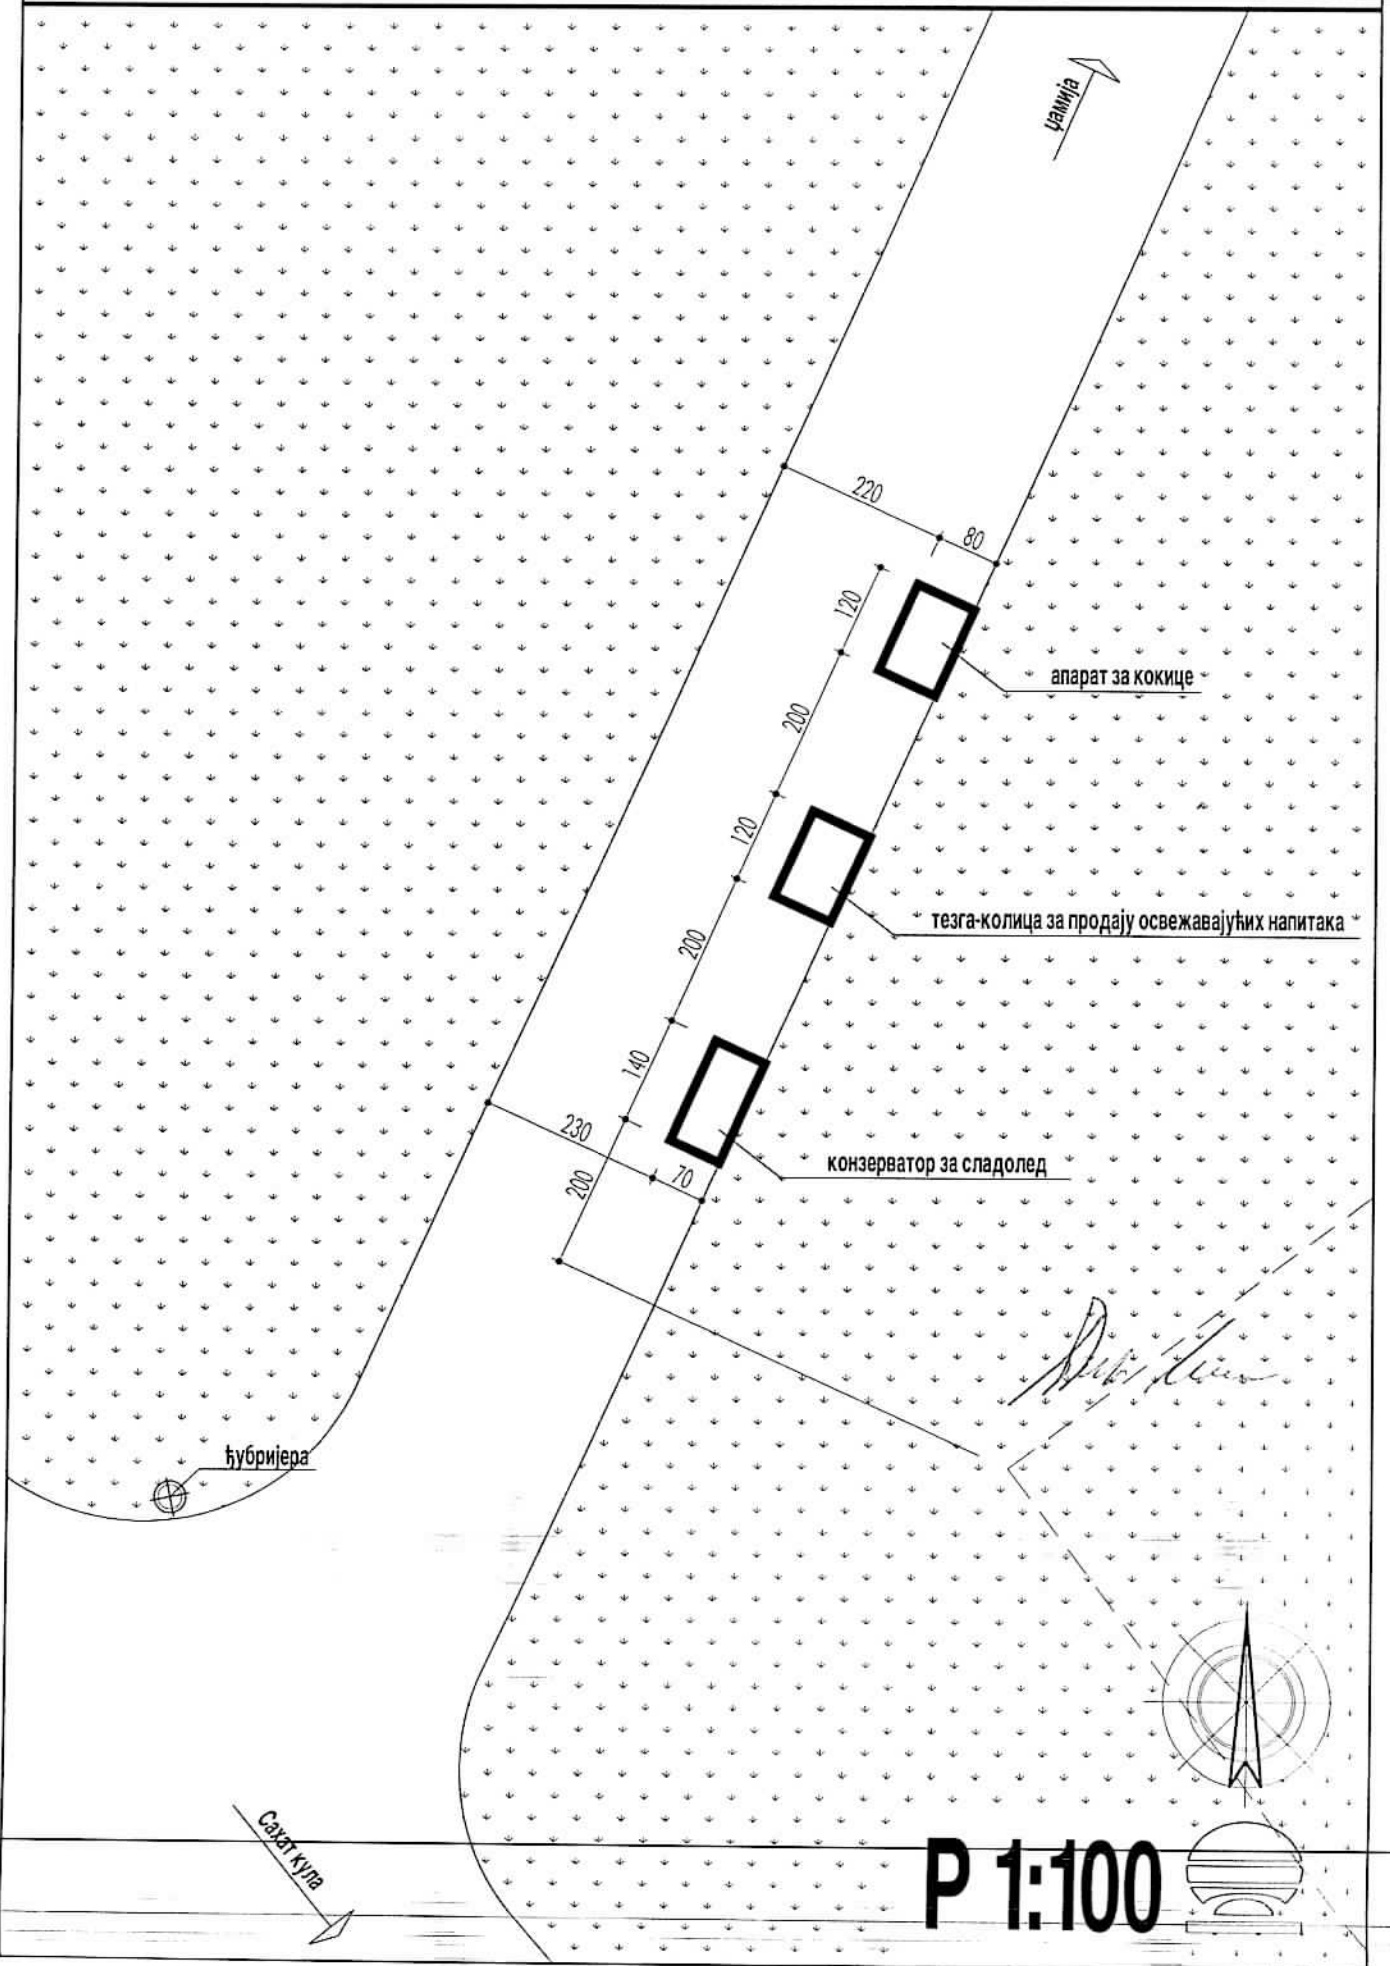 џамија
220
80
120
апарат за кокице
200
120
тезга-колица за продају освежавајућих напитака
200
140
230
конзерватор за сладолед
70
200
ђубријера
Сахат кула
P 1:100